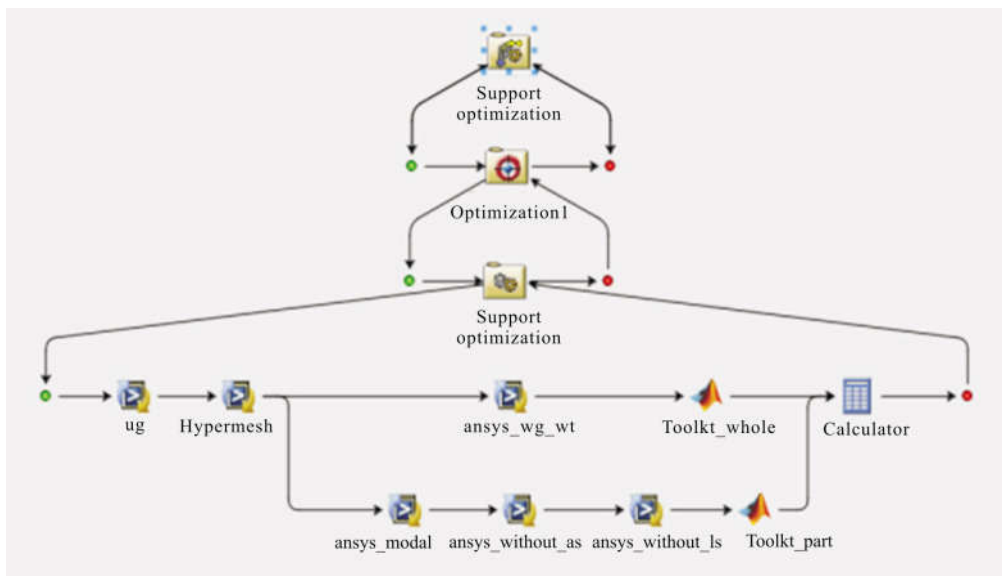 Support
optimization
Optimization1
Support
optimization
ug
Hypermesh
ansys_wg_wt
Toolkt_whole
Calculator
ansys_modal
ansys_without_as
ansys_without_ls
Toolkt_part